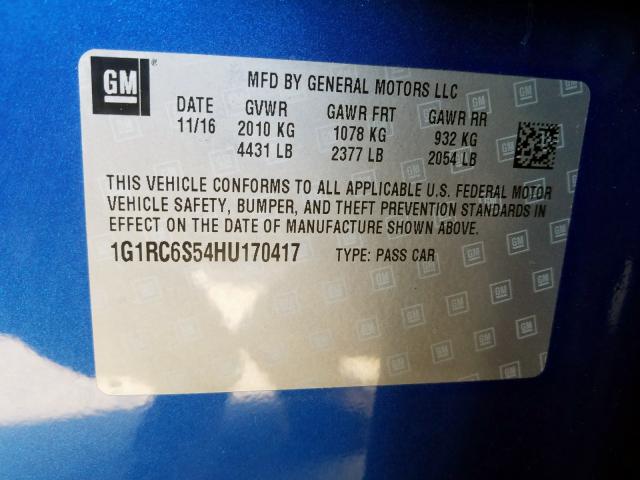 GM ®
MFD BY GENERAL MOTORS LLC
DATE GVWR GAWR FRT GAWR RR
11/16 2010 KG 1078 KG 932 KG
4431 LB 2377 LB 2054 LB
THIS VEHICLE CONFORMS TO ALL APPLICABLE U.S. FEDERAL MOTOR
VEHICLE SAFETY, BUMPER, AND THEFT PREVENTION STANDARDS IN
EFFECT ON THE DATE OF MANUFACTURE SHOWN ABOVE.
1G1RC6S54HU170417 TYPE: PASS CAR